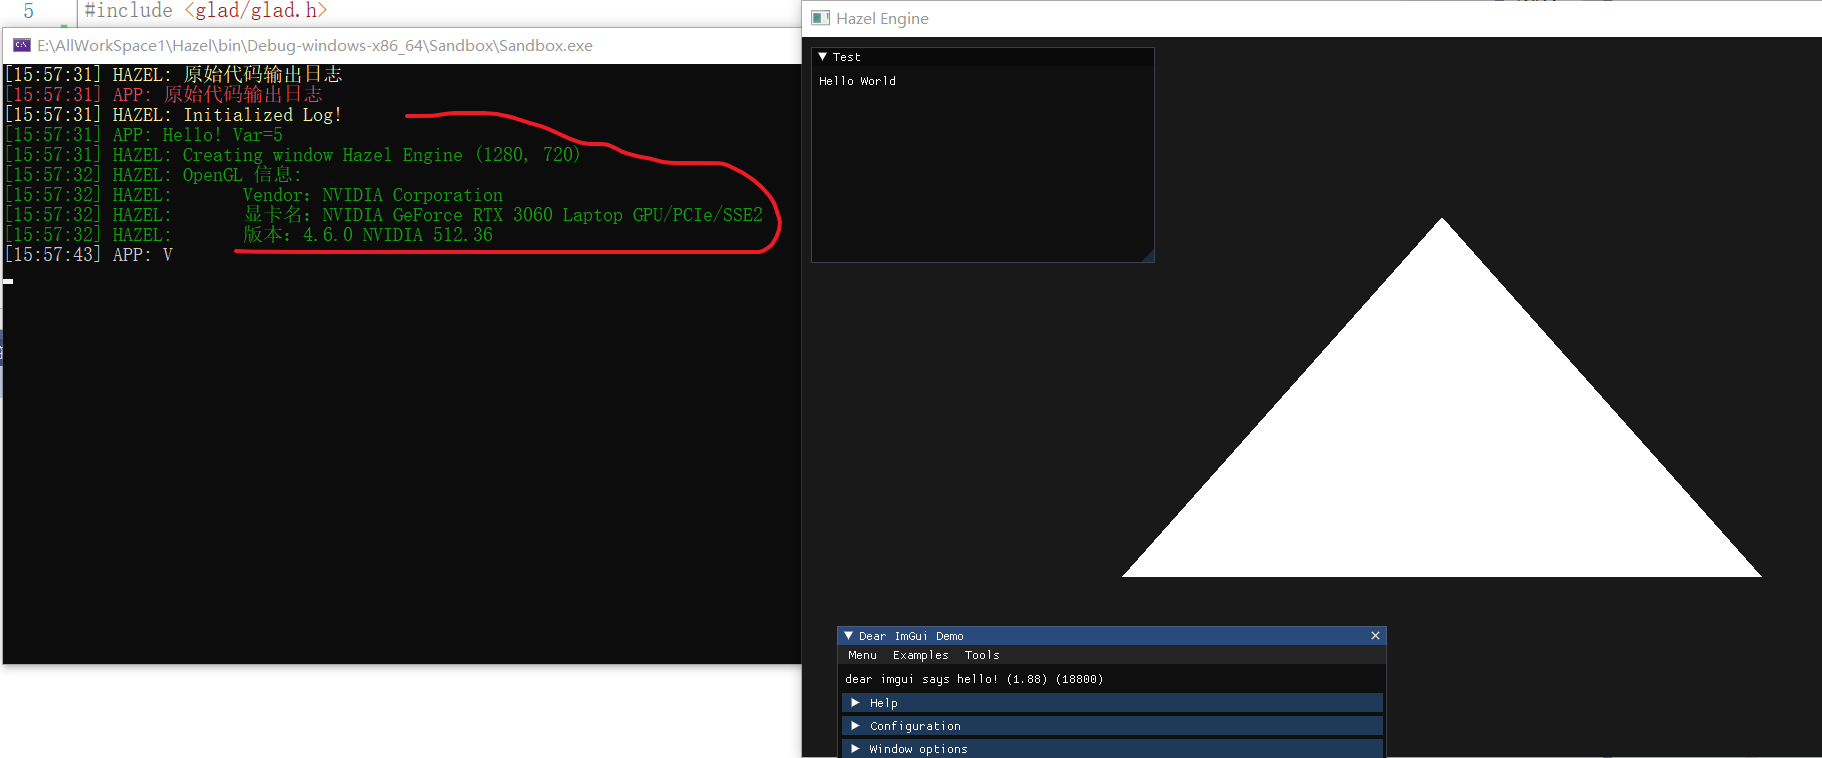 5 #include <glad/glad.h>
E:\AllWorkSpace1\Hazel\bin\Debug-windows-x86_64\Sandbox\Sandbox.exe
[15:57:31] HAZEL: 原始代码输出日志
[15:57:31] APP: 原始代码输出日志
[15:57:31] HAZEL: Initialized Log!
[15:57:31] APP: Hello! Var=5
[15:57:31] HAZEL: Creating window Hazel Engine (1280, 720)
[15:57:32] HAZEL: OpenGL 信息:
[15:57:32] HAZEL:       Vendor: NVIDIA Corporation
[15:57:32] HAZEL:       显卡名: NVIDIA GeForce RTX 3060 Laptop GPU/PCIe/SSE2
[15:57:32] HAZEL:       版本: 4.6.0 NVIDIA 512.36
[15:57:43] APP: V
Hazel Engine
Test
Hello World
Dear ImGui Demo
Menu Examples Tools
dear imgui says hello! (1.88) (18800)
Help
Configuration
Window options